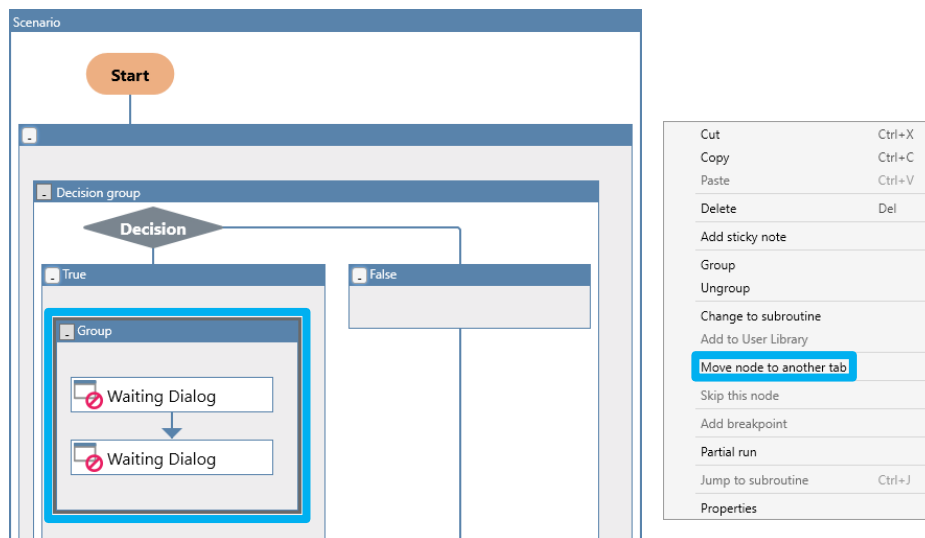 Scenario
Start
Decision group
Decision
True
False
Group
Waiting Dialog
Waiting Dialog
Cut Ctrl+X
Copy Ctrl+C
Paste Ctrl+V
Delete Del
Add sticky note
Group
Ungroup
Change to subroutine
Add to User Library
Move node to another tab
Skip this node
Add breakpoint
Partial run
Jump to subroutine Ctrl+J
Properties